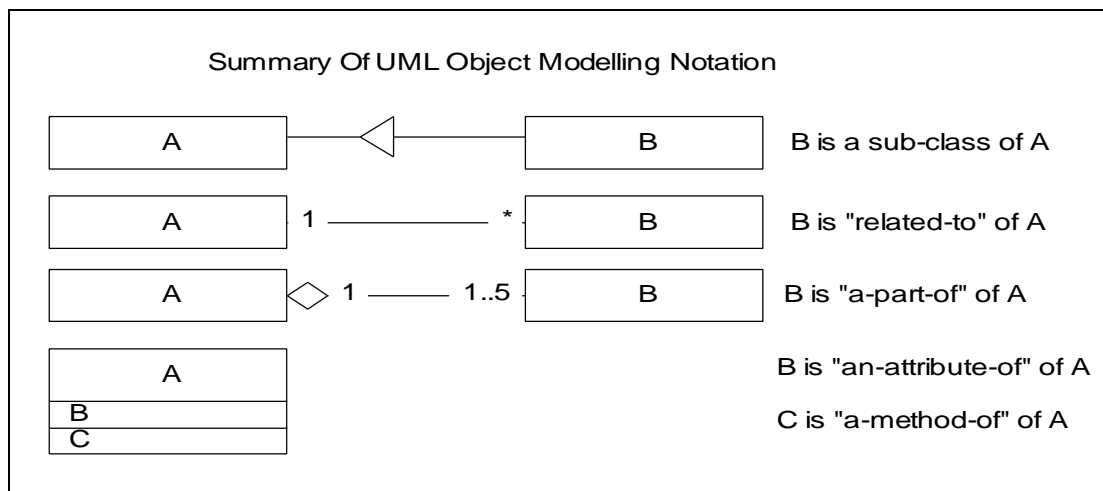 Summary Of UML Object Modelling Notation
A B B is a sub-class of A
A 1 * B B is "related-to" of A
A 1 1..5 B B is "a-part-of" of A
A B is "an-attribute-of" of A
B
C C is "a-method-of" of A